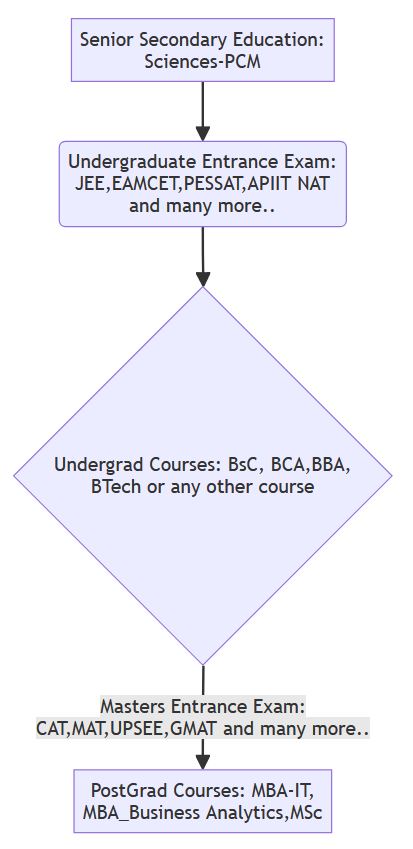 Senior Secondary Education:
Sciences-PCM
Undergraduate Entrance Exam:
JEE,EAMCET,PESSAT,APIIT NAT
and many more..
Undergrad Courses: BsC, BCA,BBA,
BTech or any other course
Masters Entrance Exam:
CAT,MAT,UPSEE,GMAT and many more..
PostGrad Courses: MBA-IT,
MBA_Business Analytics,MSc